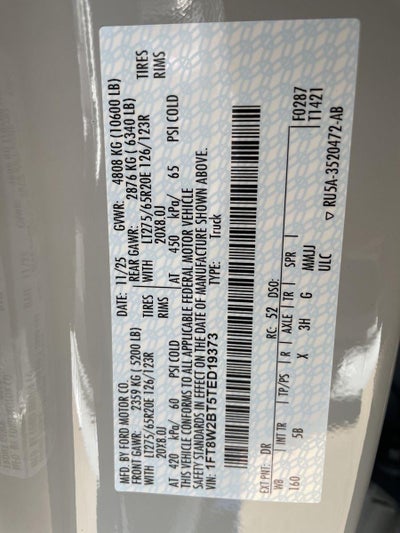 MFD. BY FORD MOTOR CO. DATE: 11/25 GVWR: 4808 KG (10600 LB)
FRONT GAWR: 2359 KG (5200 LB) REAR GAWR: 2876 KG (6340 LB)
LT275/65R20E 126/123R TIRES WITH LT275/65R20E 126/123R TIRES
20X8.0J RIMS 20X8.0J RIMS
AT 420 kPa/ 60 PSI COLD AT 450 kPa/ 65 PSI COLD
THIS VEHICLE CONFORMS TO ALL APPLICABLE FEDERAL MOTOR VEHICLE
SAFETY STANDARDS IN EFFECT ON THE DATE OF MANUFACTURE SHOWN ABOVE.
VIN: 1FT8W2BT5TED19373 TYPE: Truck
F0287
T1421
EXT PNT: DR RC: 52 DSO:
WB INT TR TP/PS R AXLE TR SPR
160 5B X 3H G MMJJ
ULC
▽ RU5A-3520472-AB